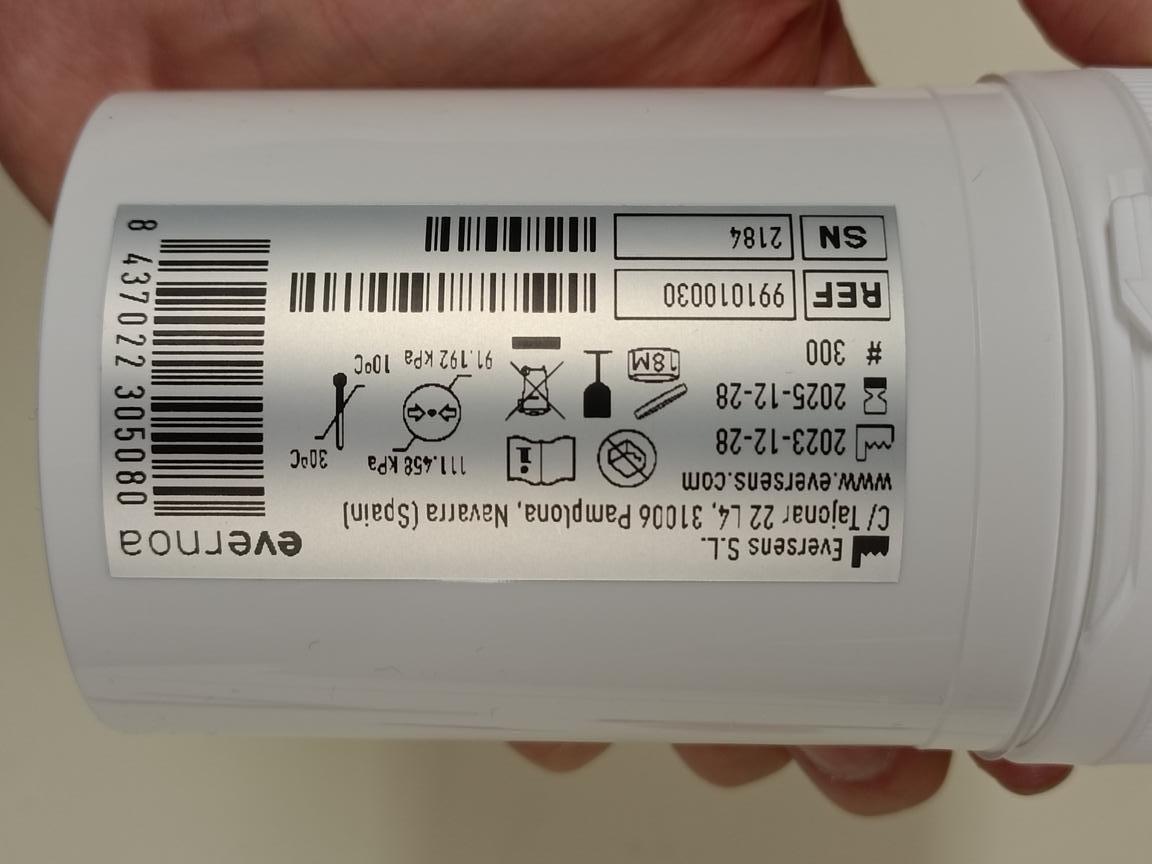 evernoa
Eversens S.L.
C/ Tajonar 22 L4, 31006 Pamplona, Navarra (Spain)
www.eversens.com
2023-12-28
2025-12-28
# 300
i
18M
111.458 kPa
91.192 kPa
30ºC
10ºC
REF 991010030
SN 2184
8 437022 305080